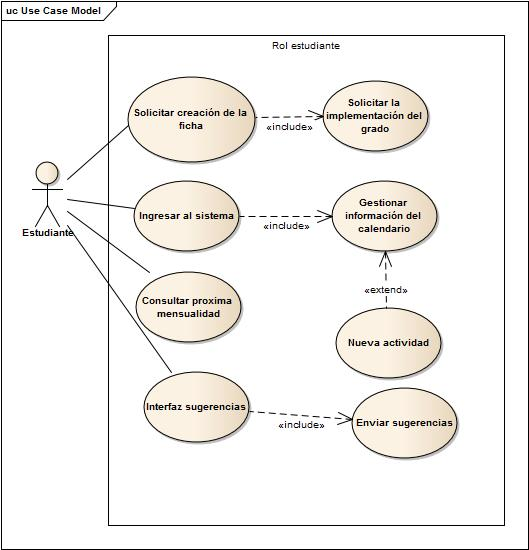 uc Use Case Model
Rol estudiante
Solicitar creación de la
ficha
«include»
Solicitar la
implementación del
grado
Estudiante
Ingresar al sistema
«include»
Gestionar
información del
calendario
Consultar proxima
mensualidad
«extend»
Nueva actividad
Interfaz sugerencias
«include»
Enviar sugerencias